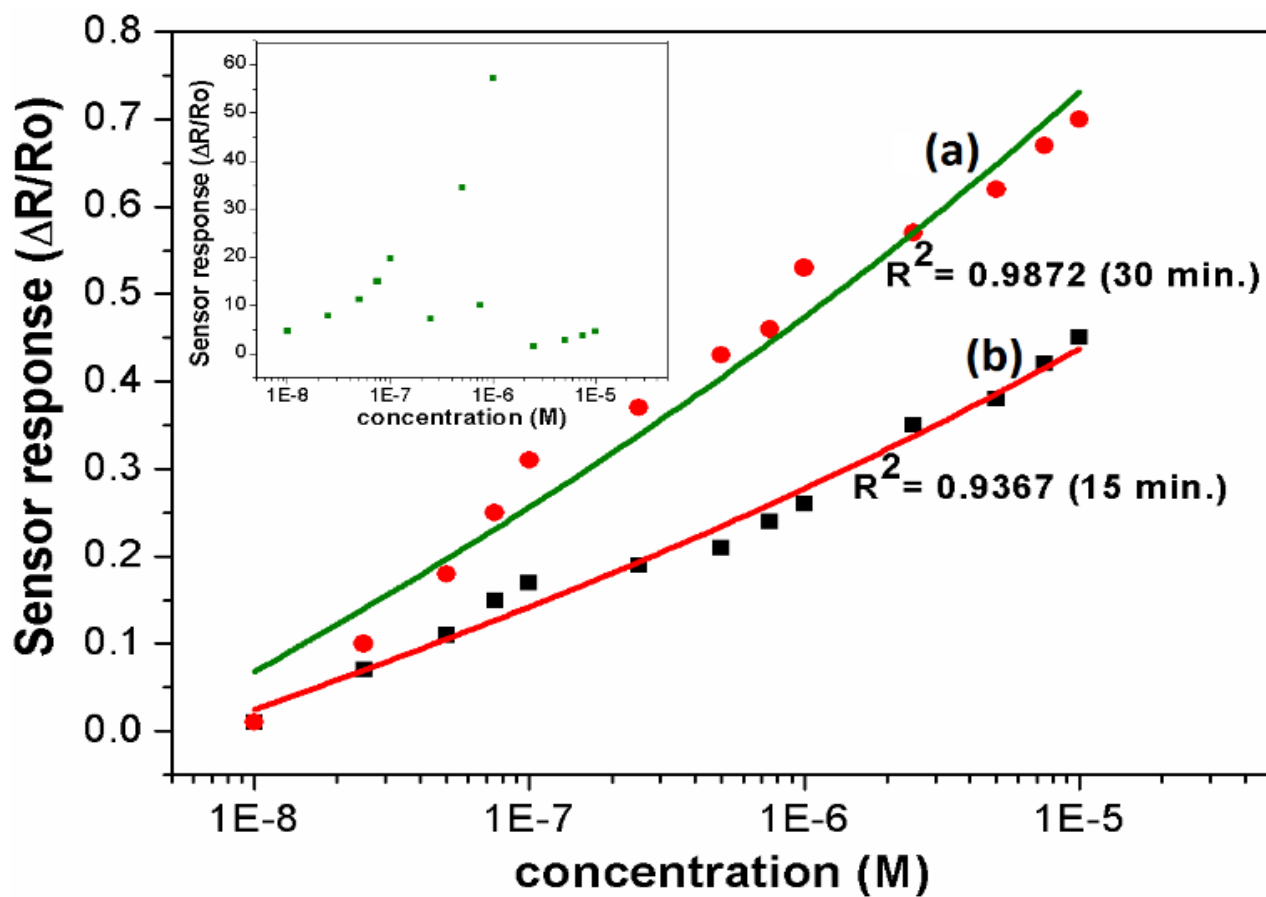 0.8
0.7
0.6
0.5
0.4
0.3
0.2
0.1
0.0
Sensor response (ΔR/Ro)
1E-8 1E-7 1E-6 1E-5
concentration (M)
60
50
40
30
20
10
0
Sensor response (ΔR/Ro)
1E-8 1E-7 1E-6 1E-5
concentration (M)
(a)
R²= 0.9872 (30 min.)
(b)
R²= 0.9367 (15 min.)